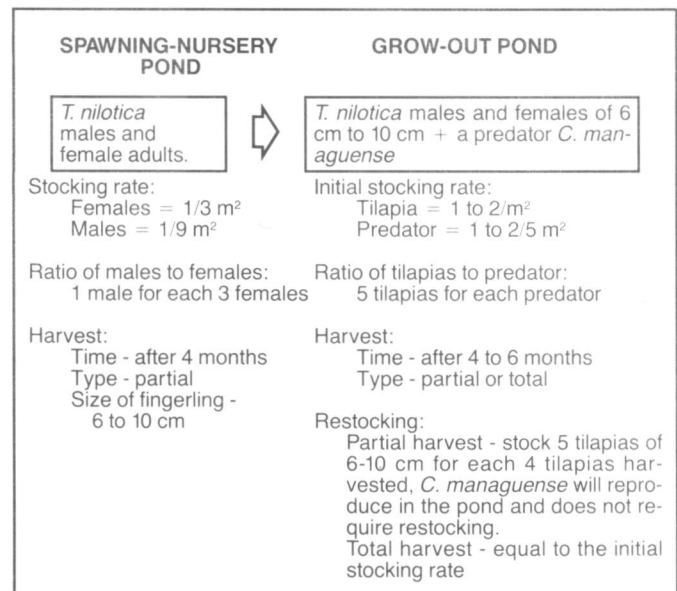 SPAWNING-NURSERY
POND
T. nilotica
males and
female adults.
Stocking rate:
Females = 1/3 m²
Males = 1/9 m²
Ratio of males to females:
1 male for each 3 females
Harvest:
Time - after 4 months
Type - partial
Size of fingerling -
6 to 10 cm
GROW-OUT POND
T. nilotica males and females of 6
cm to 10 cm + a predator C. man-
aguense
Initial stocking rate:
Tilapia = 1 to 2/m²
Predator = 1 to 2/5 m²
Ratio of tilapias to predator:
5 tilapias for each predator
Harvest:
Time - after 4 to 6 months
Type - partial or total
Restocking:
Partial harvest - stock 5 tilapias of
6-10 cm for each 4 tilapias har-
vested, C. managuense will repro-
duce in the pond and does not re-
quire restocking.
Total harvest - equal to the initial
stocking rate